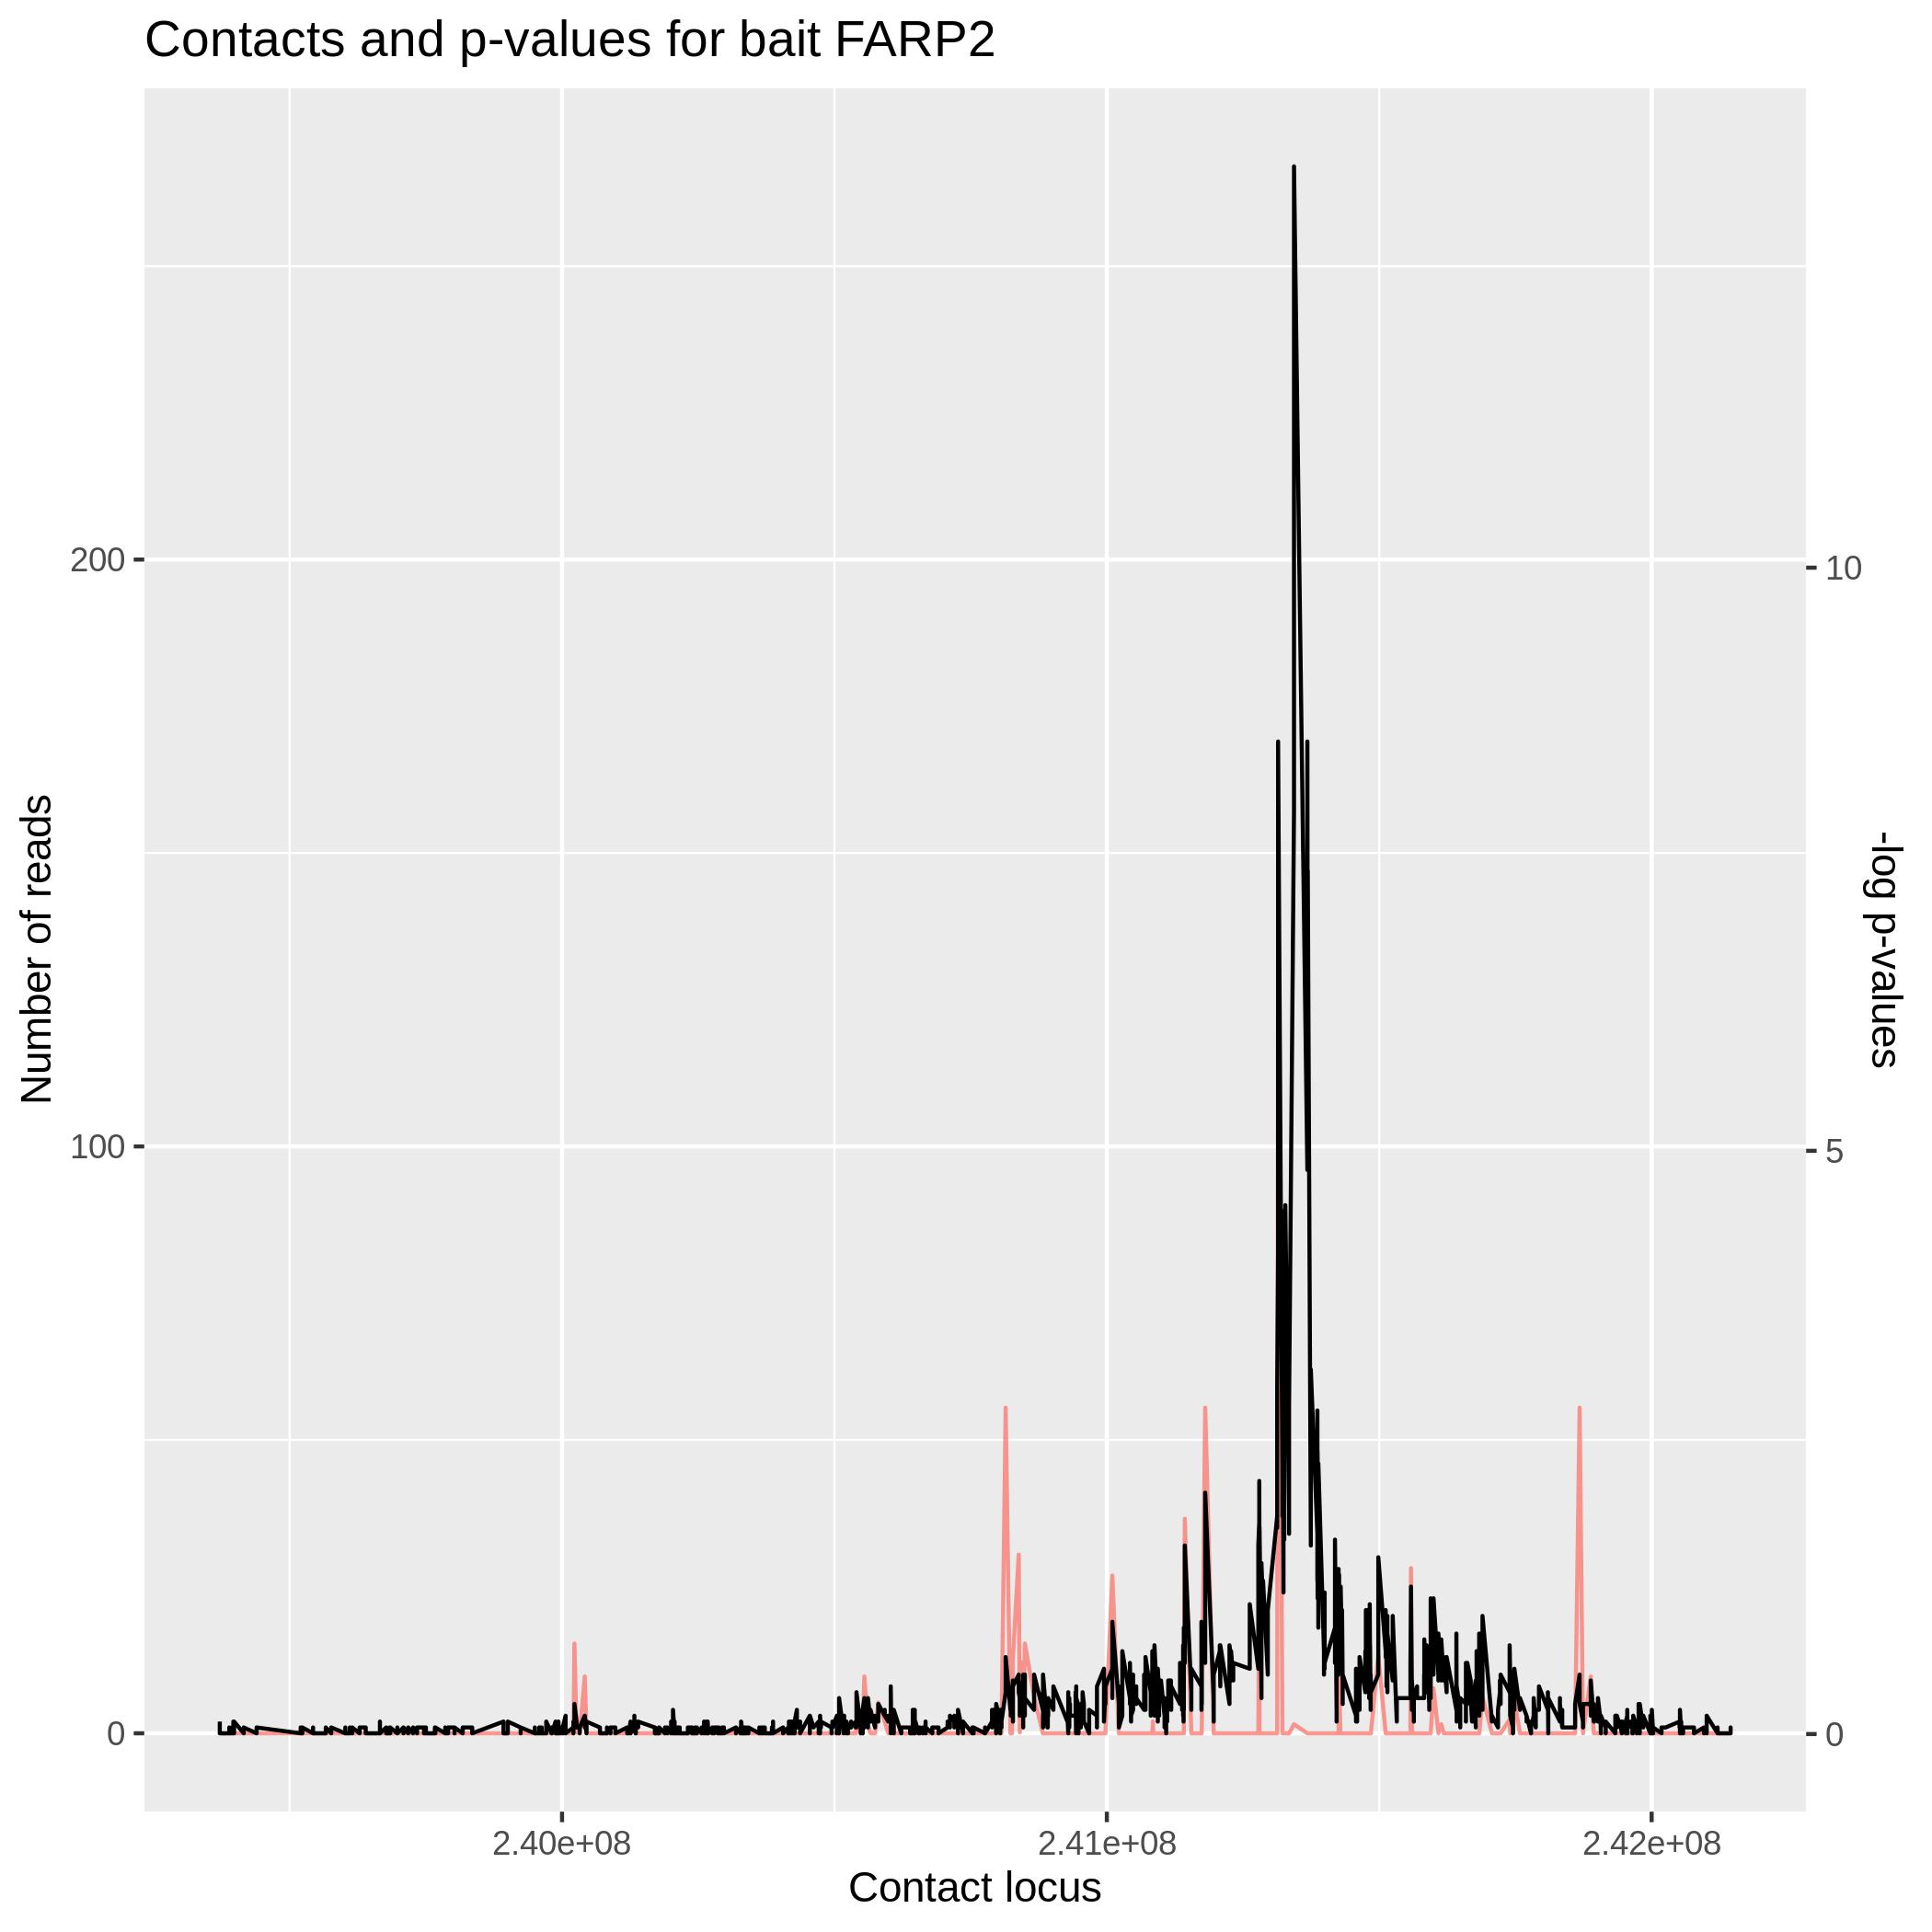 Contacts and p-values for bait FARP2
Number of reads
200
100
0
10
5
0
-log p-values
2.40e+08
2.41e+08
2.42e+08
Contact locus